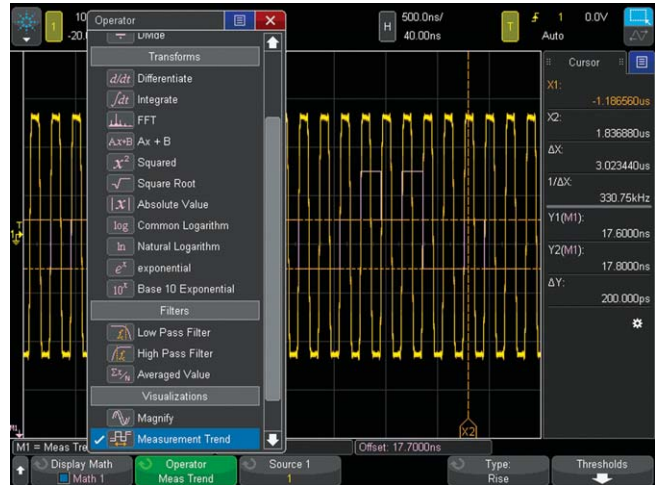 1
10
-20.
Operator
H
500.0ns/
40.00ns
T
1
0.0V
Auto
Divide
Transforms
d/dt Differentiate
∫dt Integrate
FFT
Ax+B Ax + B
x² Squared
√ Square Root
|x| Absolute Value
log Common Logarithm
ln Natural Logarithm
eˣ exponential
10ˣ Base 10 Exponential
Filters
Low Pass Filter
High Pass Filter
Averaged Value
Visualizations
Magnify
Measurement Trend
Cursor
X1:
-1.186560us
X2:
1.836880us
ΔX:
3.023440us
1/ΔX:
330.75kHz
Y1(M1):
17.6000ns
Y2(M1):
17.8000ns
ΔY:
200.000ps
X2
M1 = Meas Tre
Offset: 17.7000ns
Display Math
Math 1
Operator
Meas Trend
Source 1
1
Type:
Rise
Thresholds